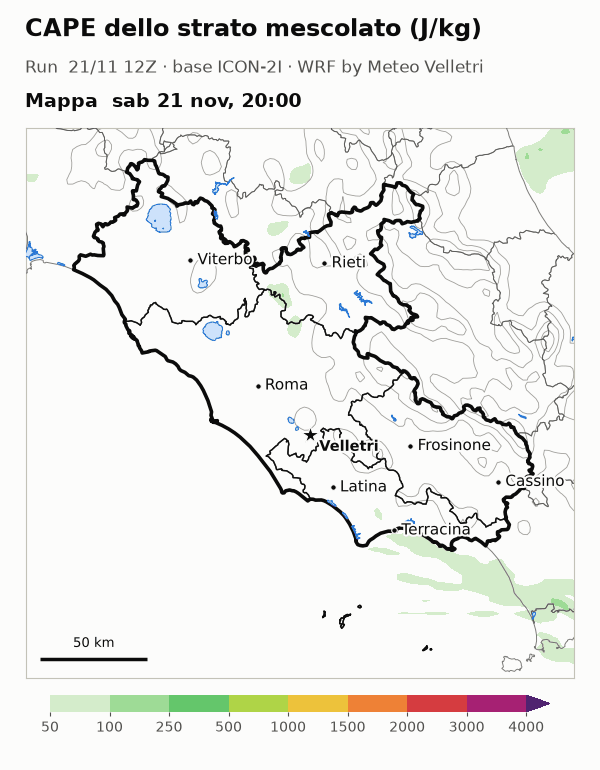 CAPE dello strato mescolato (J/kg)
Run 21/11 12Z · base ICON-2I · WRF by Meteo Velletri
Mappa sab 21 nov, 20:00
Viterbo
Rieti
Roma
Velletri
Frosinone
Latina
Cassino
Terracina
50 km
50 100 250 500 1000 1500 2000 3000 4000